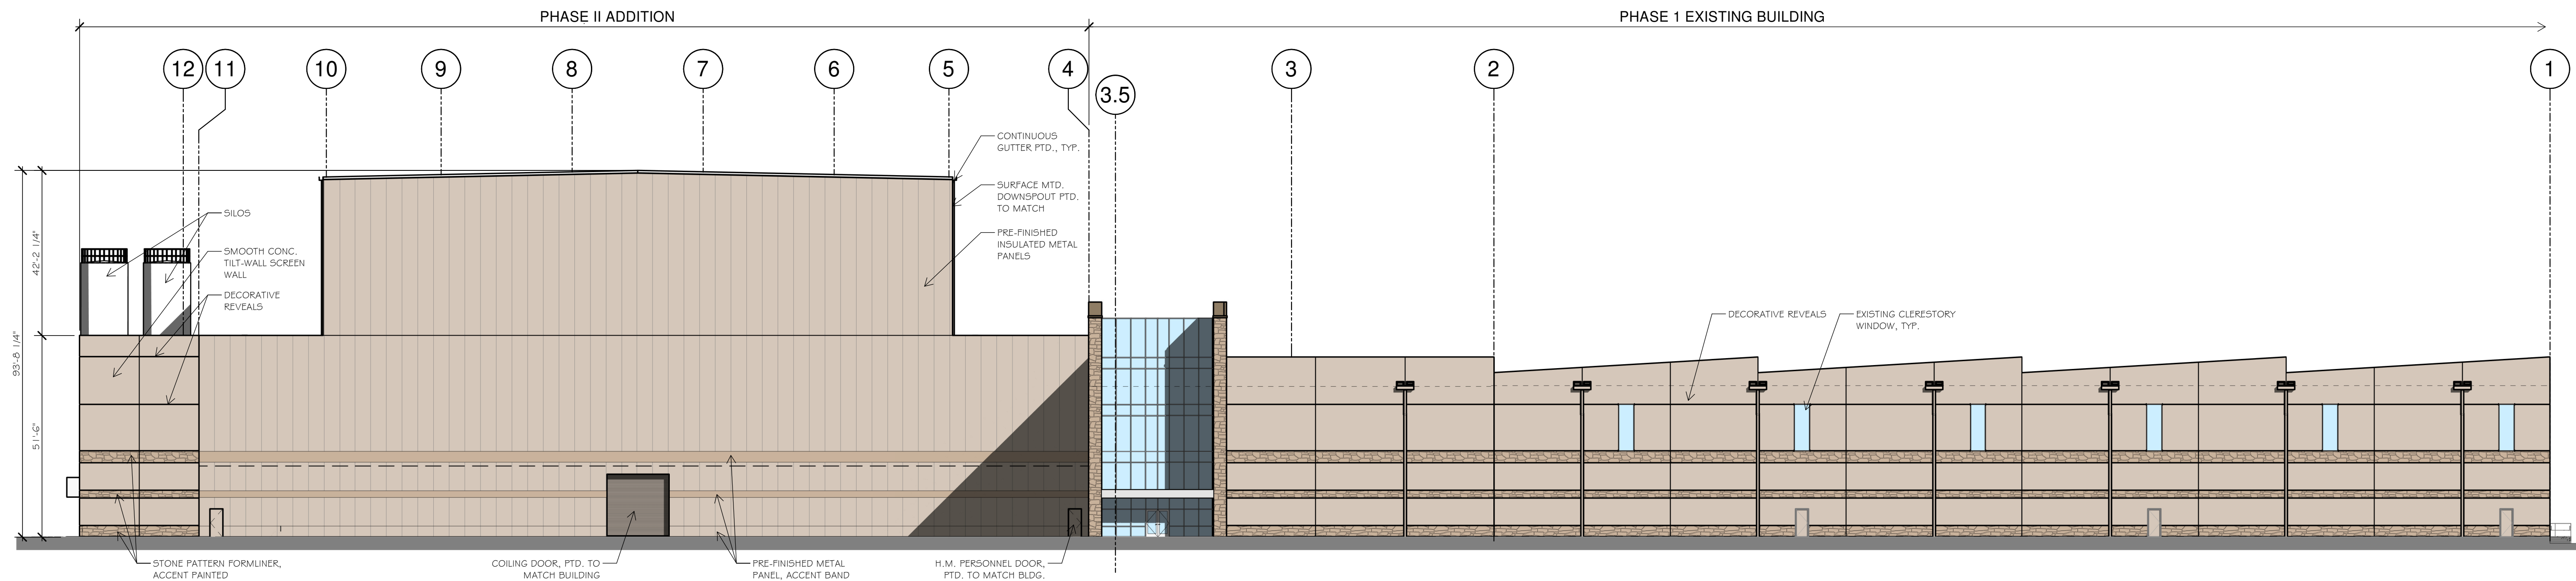 PHASE II ADDITION
PHASE 1 EXISTING BUILDING
12
11
10
9
8
7
6
5
4
3.5
3
2
1
CONTINUOUS
GUTTER PTD., TYP.
SURFACE MTD.
DOWNSPOUT PTD.
TO MATCH
PRE-FINISHED
INSULATED METAL
PANELS
SILOS
SMOOTH CONC.
TILT-WALL SCREEN
WALL
DECORATIVE
REVEALS
42'-2 1/4"
93'-8 1/4"
51'-6"
DECORATIVE REVEALS
EXISTING CLERESTORY
WINDOW, TYP.
STONE PATTERN FORMLINER,
ACCENT PAINTED
COILING DOOR, PTD. TO
MATCH BUILDING
PRE-FINISHED METAL
PANEL, ACCENT BAND
H.M. PERSONNEL DOOR,
PTD. TO MATCH BLDG.